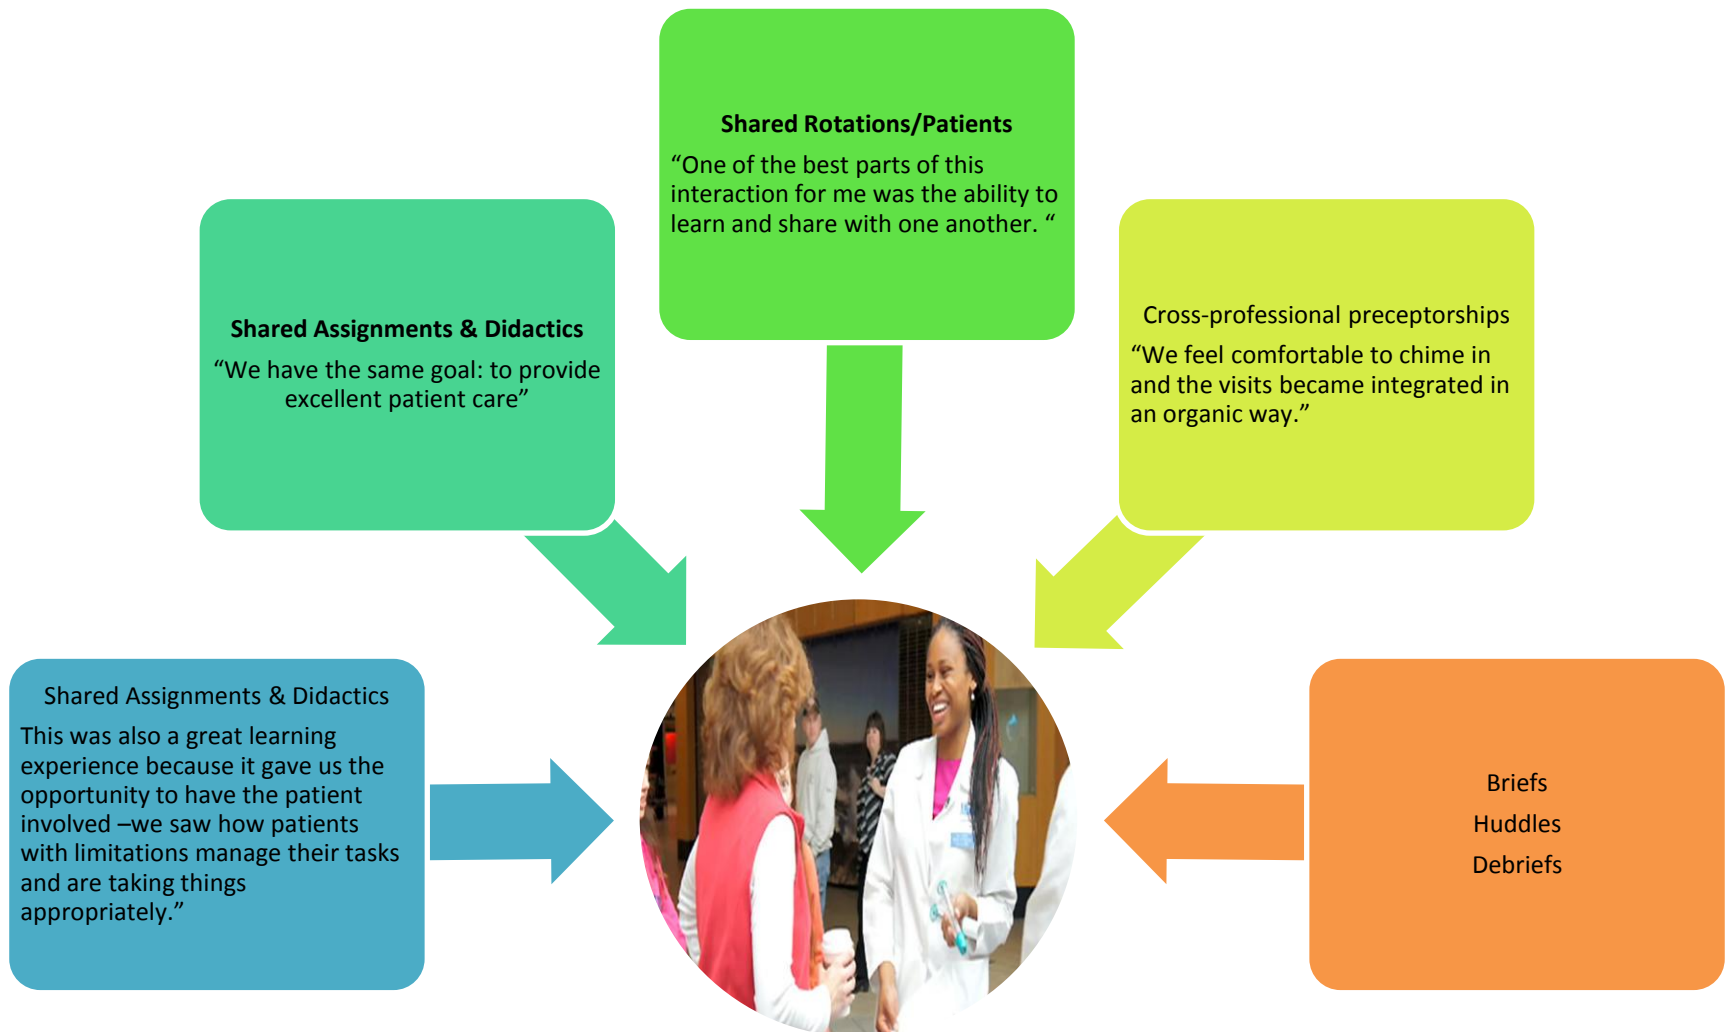 Shared Rotations/Patients
“One of the best parts of this
interaction for me was the ability to
learn and share with one another. “
Shared Assignments & Didactics
“We have the same goal: to provide
excellent patient care”
Cross-professional preceptorships
“We feel comfortable to chime in
and the visits became integrated in
an organic way.”
Shared Assignments & Didactics
This was also a great learning
experience because it gave us the
opportunity to have the patient
involved –we saw how patients
with limitations manage their tasks
and are taking things
appropriately.”
Briefs
Huddles
Debriefs